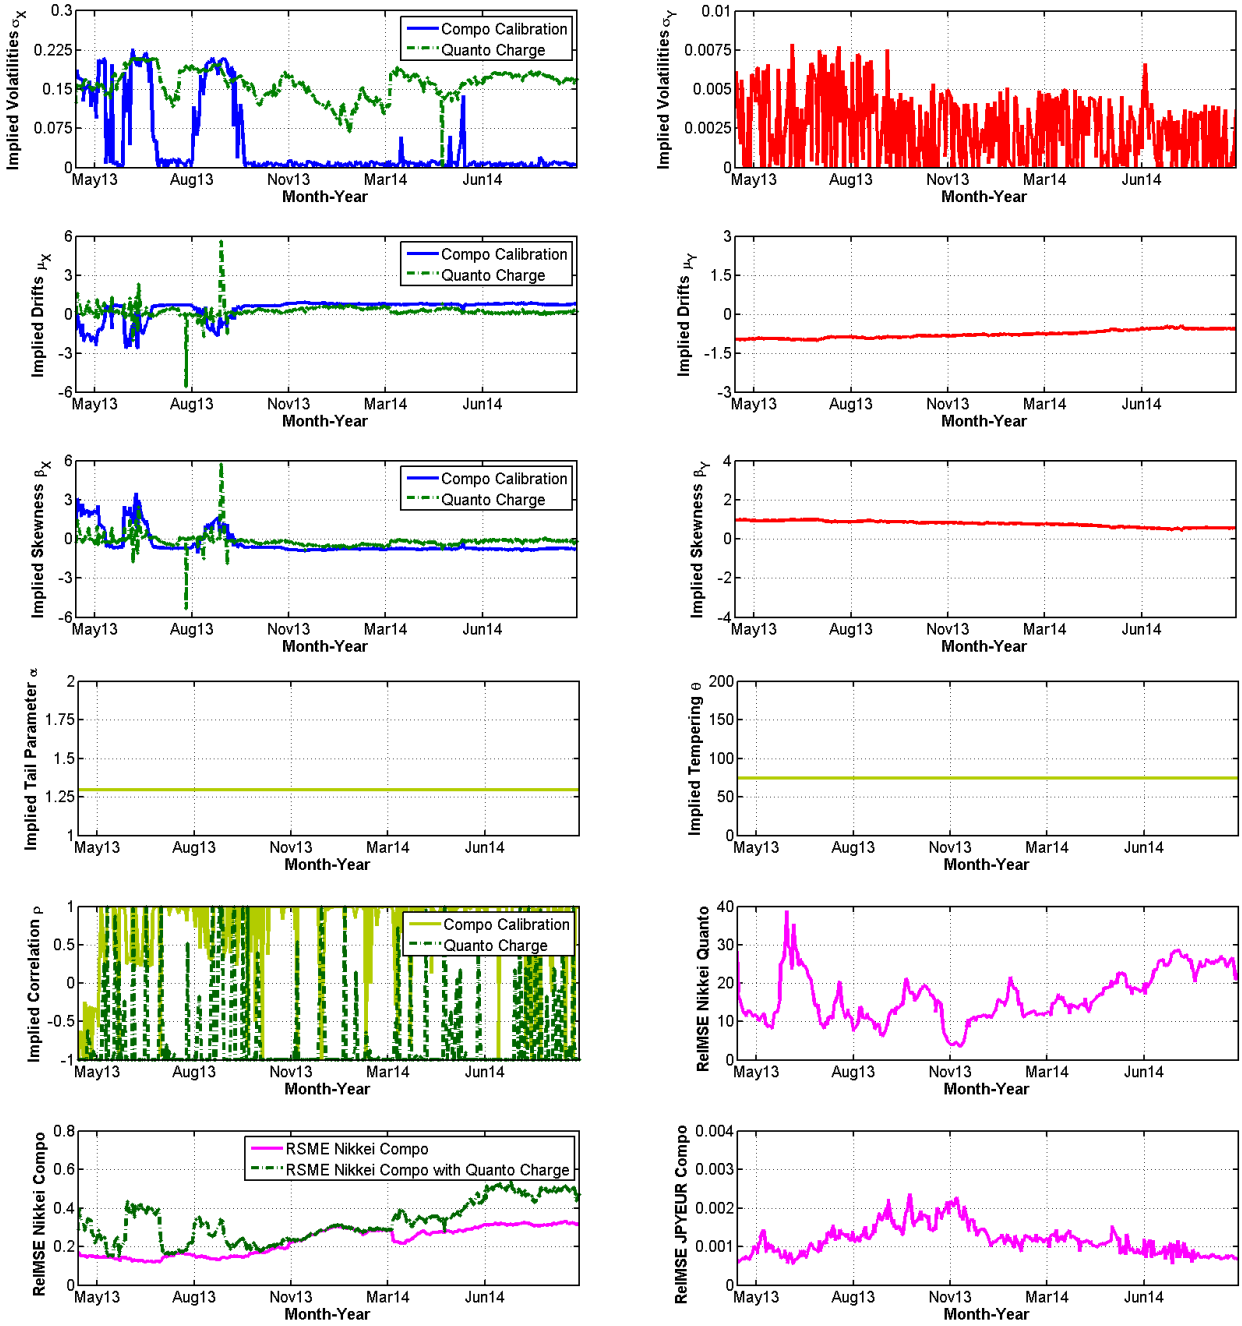 Implied Volatilities σX
0.3
0.225
0.15
0.075
0
Compo Calibration
Quanto Charge
May13 Aug13 Nov13 Mar14 Jun14
Month-Year
Implied Volatilities σY
0.01
0.0075
0.005
0.0025
0
May13 Aug13 Nov13 Mar14 Jun14
Month-Year
Implied Drifts μX
6
3
0
-3
-6
Compo Calibration
Quanto Charge
May13 Aug13 Nov13 Mar14 Jun14
Month-Year
Implied Drifts μY
3
1.5
0
-1.5
-3
May13 Aug13 Nov13 Mar14 Jun14
Month-Year
Implied Skewness βX
6
3
0
-3
-6
Compo Calibration
Quanto Charge
May13 Aug13 Nov13 Mar14 Jun14
Month-Year
Implied Skewness βY
4
2
0
-2
-4
May13 Aug13 Nov13 Mar14 Jun14
Month-Year
Implied Tail Parameter α
2
1.75
1.5
1.25
1
May13 Aug13 Nov13 Mar14 Jun14
Month-Year
Implied Tempering θ
200
150
100
50
0
May13 Aug13 Nov13 Mar14 Jun14
Month-Year
Implied Correlation ρ
1
0.5
0
-0.5
-1
Compo Calibration
Quanto Charge
May13 Aug13 Nov13 Mar14 Jun14
Month-Year
RelMSE Nikkei Quanto
40
30
20
10
0
May13 Aug13 Nov13 Mar14 Jun14
Month-Year
RelMSE Nikkei Compo
0.8
0.6
0.4
0.2
0
RSME Nikkei Compo
RSME Nikkei Compo with Quanto Charge
May13 Aug13 Nov13 Mar14 Jun14
Month-Year
RelMSE JPYEUR Compo
0.004
0.003
0.002
0.001
0
May13 Aug13 Nov13 Mar14 Jun14
Month-Year